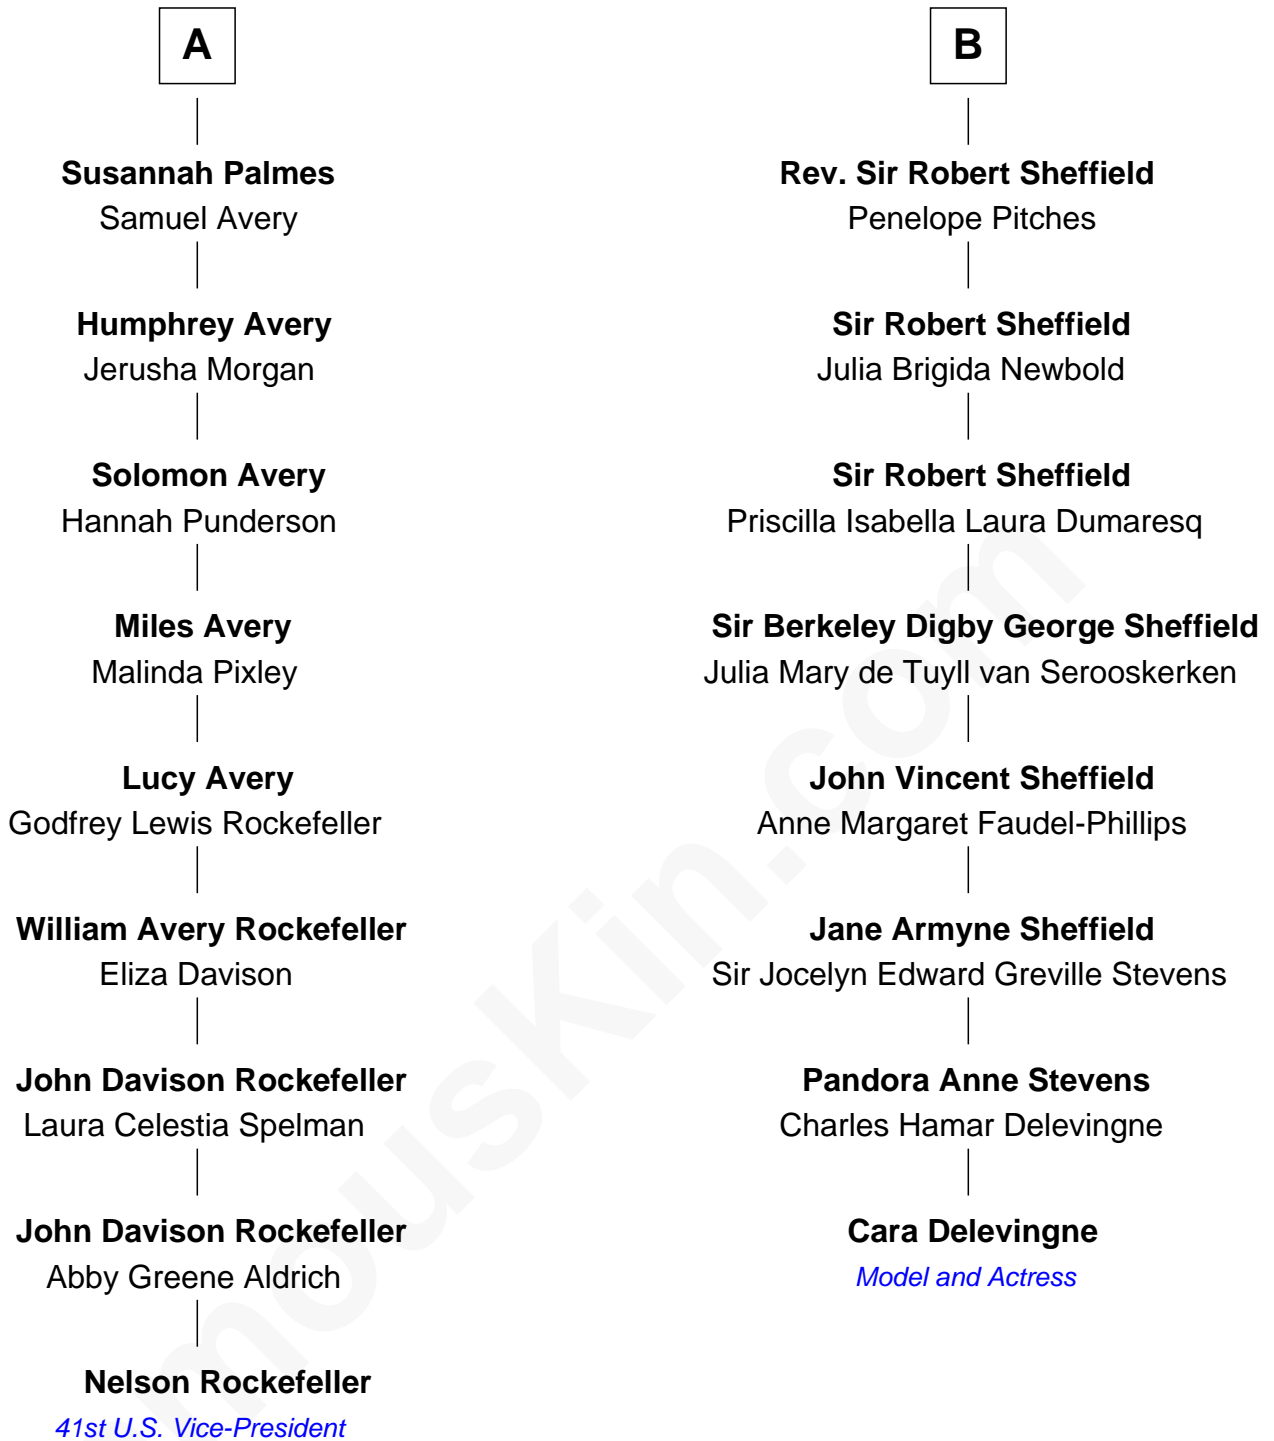 A
Susannah Palmes
Samuel Avery
Humphrey Avery
Jerusha Morgan
Solomon Avery
Hannah Punderson
Miles Avery
Malinda Pixley
Lucy Avery
Godfrey Lewis Rockefeller
William Avery Rockefeller
Eliza Davison
John Davison Rockefeller
Laura Celestia Spelman
John Davison Rockefeller
Abby Greene Aldrich
Nelson Rockefeller
41st U.S. Vice-President
B
Rev. Sir Robert Sheffield
Penelope Pitches
Sir Robert Sheffield
Julia Brigida Newbold
Sir Robert Sheffield
Priscilla Isabella Laura Dumaresq
Sir Berkeley Digby George Sheffield
Julia Mary de Tuyll van Serooskerken
John Vincent Sheffield
Anne Margaret Faudel-Phillips
Jane Armyne Sheffield
Sir Jocelyn Edward Greville Stevens
Pandora Anne Stevens
Charles Hamar Delevingne
Cara Delevingne
Model and Actress
mousKin.com